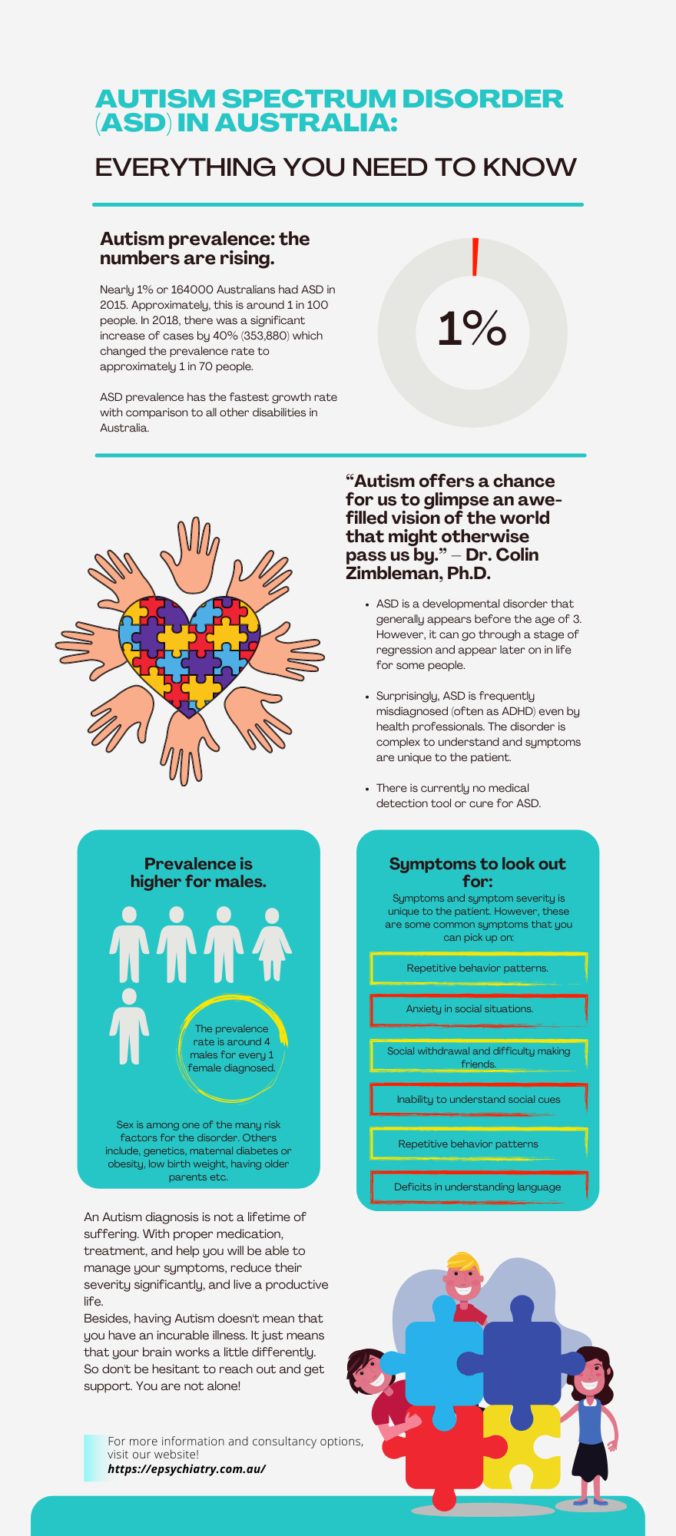 AUTISM SPECTRUM DISORDER
(ASD) IN AUSTRALIA:
EVERYTHING YOU NEED TO KNOW
Autism prevalence: the
numbers are rising.
Nearly 1% or 164000 Australians had ASD in
2015. Approximately, this is around 1 in 100
people. In 2018, there was a significant
increase of cases by 40% (353,880) which
changed the prevalence rate to
approximately 1 in 70 people.
ASD prevalence has the fastest growth rate
with comparison to all other disabilities in
Australia.
1%
“Autism offers a chance
for us to glimpse an awe-
filled vision of the world
that might otherwise
pass us by.” – Dr. Colin
Zimbleman, Ph.D.
• ASD is a developmental disorder that
generally appears before the age of 3.
However, it can go through a stage of
regression and appear later on in life
for some people.
• Surprisingly, ASD is frequently
misdiagnosed (often as ADHD) even by
health professionals. The disorder is
complex to understand and symptoms
are unique to the patient.
• There is currently no medical
detection tool or cure for ASD.
Prevalence is
higher for males.
The prevalence
rate is around 4
males for every 1
female diagnosed.
Sex is among one of the many risk
factors for the disorder. Others
include, genetics, maternal diabetes or
obesity, low birth weight, having older
parents etc.
Symptoms to look out
for:
Symptoms and symptom severity is
unique to the patient. However, these
are some common symptoms that you
can pick up on:
Repetitive behavior patterns.
Anxiety in social situations.
Social withdrawal and difficulty making
friends.
Inability to understand social cues
Repetitive behavior patterns
Deficits in understanding language
An Autism diagnosis is not a lifetime of
suffering. With proper medication,
treatment, and help you will be able to
manage your symptoms, reduce their
severity significantly, and live a productive
life.
Besides, having Autism doesn't mean that
you have an incurable illness. It just means
that your brain works a little differently.
So don't be hesitant to reach out and get
support. You are not alone!
For more information and consultancy options,
visit our website!
https://epsychiatry.com.au/